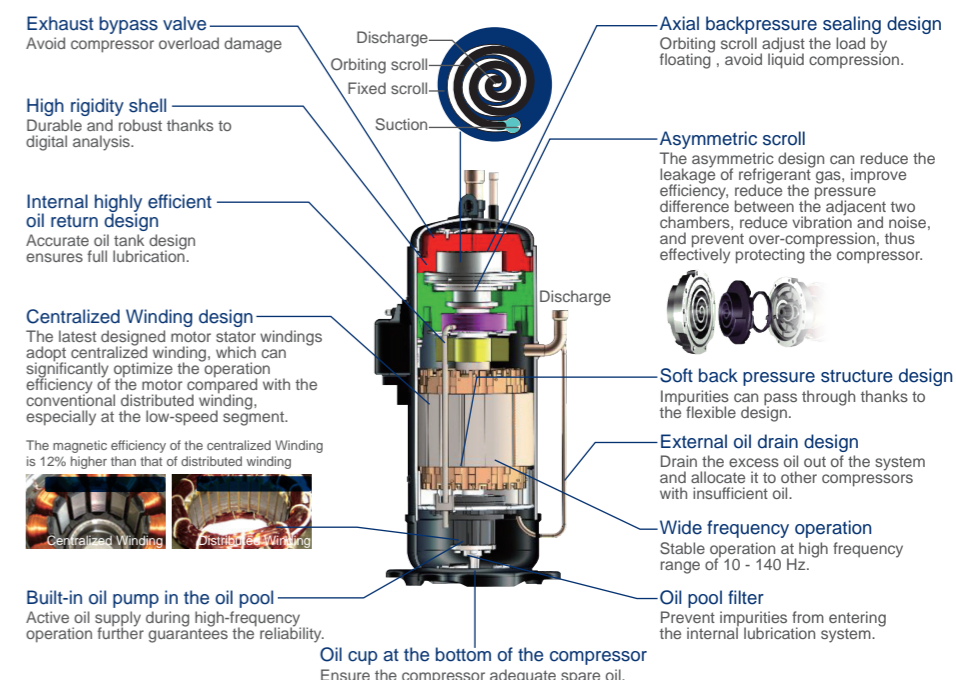 Exhaust bypass valve
Avoid compressor overload damage
High rigidity shell
Durable and robust thanks to
digital analysis.
Internal highly efficient
oil return design
Accurate oil tank design
ensures full lubrication.
Centralized Winding design
The latest designed motor stator windings
adopt centralized winding, which can
significantly optimize the operation
efficiency of the motor compared with the
conventional distributed winding,
especially at the low-speed segment.
The magnetic efficiency of the centralized Winding
is 12% higher than that of distributed winding
Centralized Winding
Distributed Winding
Built-in oil pump in the oil pool
Active oil supply during high-frequency
operation further guarantees the reliability.
Discharge
Orbiting scroll
Fixed scroll
Suction
Discharge
Oil cup at the bottom of the compressor
Ensure the compressor adequate spare oil.
Axial backpressure sealing design
Orbiting scroll adjust the load by
floating , avoid liquid compression.
Asymmetric scroll
The asymmetric design can reduce the
leakage of refrigerant gas, improve
efficiency, reduce the pressure
difference between the adjacent two
chambers, reduce vibration and noise,
and prevent over-compression, thus
effectively protecting the compressor.
Soft back pressure structure design
Impurities can pass through thanks to
the flexible design.
External oil drain design
Drain the excess oil out of the system
and allocate it to other compressors
with insufficient oil.
Wide frequency operation
Stable operation at high frequency
range of 10 - 140 Hz.
Oil pool filter
Prevent impurities from entering
the internal lubrication system.